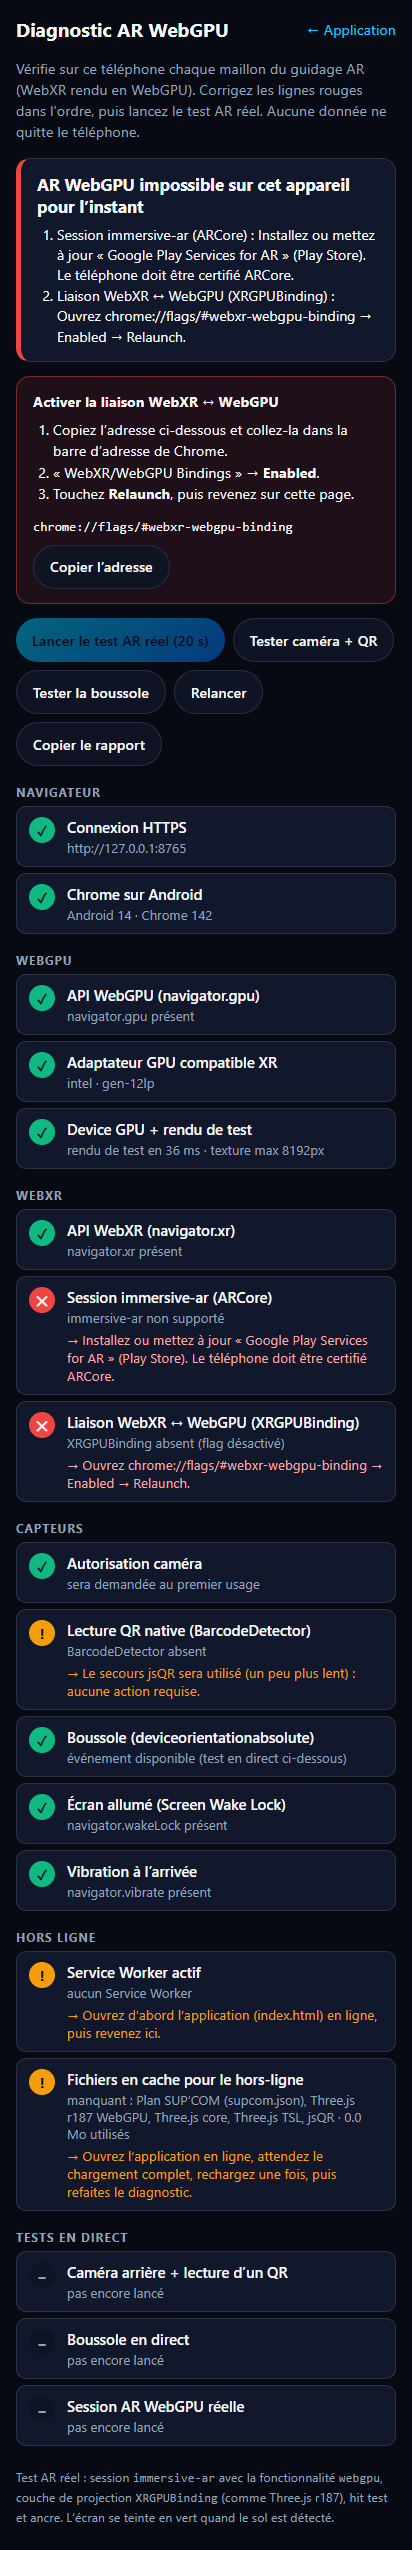 Diagnostic AR WebGPU
← Application
Vérifie sur ce téléphone chaque maillon du guidage AR
(WebXR rendu en WebGPU). Corrigez les lignes rouges
dans l’ordre, puis lancez le test AR réel. Aucune donnée ne
quitte le téléphone.
AR WebGPU impossible sur cet appareil
pour l’instant
1. Session immersive-ar (ARCore) : Installez ou mettez
à jour « Google Play Services for AR » (Play Store).
Le téléphone doit être certifié ARCore.
2. Liaison WebXR ↔ WebGPU (XRGPUBinding) :
Ouvrez chrome://flags/#webxr-webgpu-binding →
Enabled → Relaunch.
Activer la liaison WebXR ↔ WebGPU
1. Copiez l’adresse ci-dessous et collez-la dans la
barre d’adresse de Chrome.
2. « WebXR/WebGPU Bindings » → Enabled.
3. Touchez Relaunch, puis revenez sur cette page.
chrome://flags/#webxr-webgpu-binding
Copier l’adresse
Lancer le test AR réel (20 s)
Tester caméra + QR
Tester la boussole
Relancer
Copier le rapport
NAVIGATEUR
✓ Connexion HTTPS
http://127.0.0.1:8765
✓ Chrome sur Android
Android 14 · Chrome 142
WEBGPU
✓ API WebGPU (navigator.gpu)
navigator.gpu présent
✓ Adaptateur GPU compatible XR
intel · gen-12lp
✓ Device GPU + rendu de test
rendu de test en 36 ms · texture max 8192px
WEBXR
✓ API WebXR (navigator.xr)
navigator.xr présent
✕ Session immersive-ar (ARCore)
immersive-ar non supporté
→ Installez ou mettez à jour « Google Play Services
for AR » (Play Store). Le téléphone doit être certifié
ARCore.
✕ Liaison WebXR ↔ WebGPU (XRGPUBinding)
XRGPUBinding absent (flag désactivé)
→ Ouvrez chrome://flags/#webxr-webgpu-binding →
Enabled → Relaunch.
CAPTEURS
✓ Autorisation caméra
sera demandée au premier usage
! Lecture QR native (BarcodeDetector)
BarcodeDetector absent
→ Le secours jsQR sera utilisé (un peu plus lent) :
aucune action requise.
✓ Boussole (deviceorientationabsolute)
événement disponible (test en direct ci-dessous)
✓ Écran allumé (Screen Wake Lock)
navigator.wakeLock présent
✓ Vibration à l’arrivée
navigator.vibrate présent
HORS LIGNE
! Service Worker actif
aucun Service Worker
→ Ouvrez d’abord l’application (index.html) en ligne,
puis revenez ici.
! Fichiers en cache pour le hors-ligne
manquant : Plan SUP'COM (supcom.json), Three.js
r187 WebGPU, Three.js core, Three.js TSL, jsQR · 0.0
Mo utilisés
→ Ouvrez l’application en ligne, attendez le
chargement complet, rechargez une fois, puis
refaites le diagnostic.
TESTS EN DIRECT
– Caméra arrière + lecture d’un QR
pas encore lancé
– Boussole en direct
pas encore lancé
– Session AR WebGPU réelle
pas encore lancé
Test AR réel : session immersive-ar avec la fonctionnalité webgpu,
couche de projection XRGPUBinding (comme Three.js r187), hit test
et ancre. L’écran se teinte en vert quand le sol est détecté.